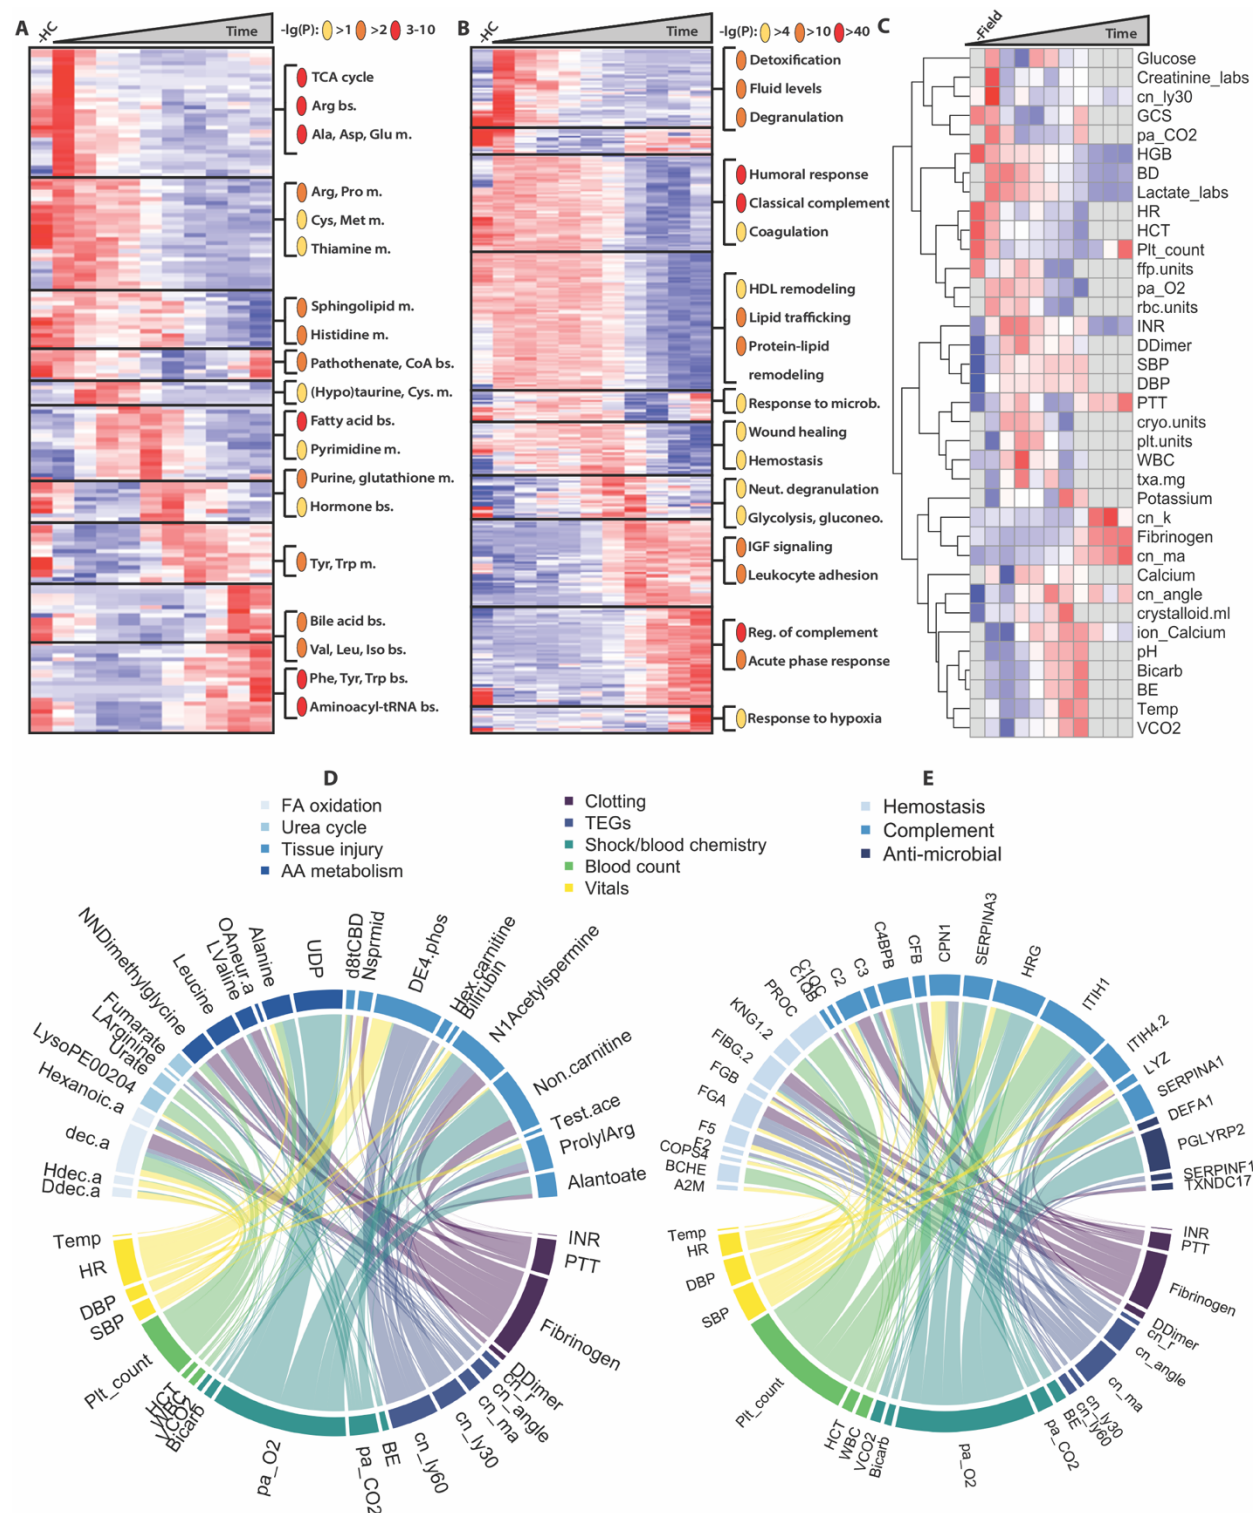 A
-HC
Time
-lg(P): >1 >2 3-10
TCA cycle
Arg bs.
Ala, Asp, Glu m.
Arg, Pro m.
Cys, Met m.
Thiamine m.
Sphingolipid m.
Histidine m.
Pathothenate, CoA bs.
(Hypo)taurine, Cys. m.
Fatty acid bs.
Pyrimidine m.
Purine, glutathione m.
Hormone bs.
Tyr, Trp m.
Bile acid bs.
Val, Leu, Iso bs.
Phe, Tyr, Trp bs.
Aminoacyl-tRNA bs.
B
-HC
Time
-lg(P): >4 >10 >40
Detoxification
Fluid levels
Degranulation
Humoral response
Classical complement
Coagulation
HDL remodeling
Lipid trafficking
Protein-lipid
remodeling
Response to microb.
Wound healing
Hemostasis
Neut. degranulation
Glycolysis, gluconeo.
IGF signaling
Leukocyte adhesion
Reg. of complement
Acute phase response
Response to hypoxia
C
-Field
Time
Glucose
Creatinine_labs
cn_ly30
GCS
pa_CO2
HGB
BD
Lactate_labs
HR
HCT
Plt_count
ffp.units
pa_O2
rbc.units
INR
DDimer
SBP
DBP
PTT
cryo.units
plt.units
WBC
txa.mg
Potassium
cn_k
Fibrinogen
cn_ma
Calcium
cn_angle
crystalloid.ml
ion_Calcium
pH
Bicarb
BE
Temp
VCO2
D
FA oxidation
Urea cycle
Tissue injury
AA metabolism
Clotting
TEGs
Shock/blood chemistry
Blood count
Vitals
E
Hemostasis
Complement
Anti-microbial
Ddec.a
Hdec.a
dec.a
Hexanoic.a
LysoPE00204
Urate
LArginine
Fumarate
NNDimethylglycine
Leucine
LValine
OAneur.a
Alanine
UDP
d8tCBD
Nsprmid
DE4.phos
Hex.carnitine
Bilirubin
N1Acetylspermine
Non.carnitine
Test.ace
ProlylArg
Alantoate
INR
PTT
Fibrinogen
DDimer
cn_r
cn_angle
cn_ma
cn_ly30
cn_ly60
BE
pa_CO2
pa_O2
Bicarb
VCO2
WBC
HCT
Plt_count
SBP
DBP
HR
Temp
A2M
BCHE
COPS4
F2
F5
FGA
FGB
FIBG.2
KNG1.2
PROC
C1QB
C1QC
C2
C3
C4BPB
CFB
CPN1
SERPINA3
HRG
ITIH1
ITIH4.2
LYZ
SERPINA1
DEFA1
PGLYRP2
SERPINF1
TXNDC17
INR
PTT
Fibrinogen
DDimer
cn_r
cn_angle
cn_ma
cn_ly30
cn_ly60
BE
pa_CO2
pa_O2
Bicarb
VCO2
WBC
HCT
Plt_count
SBP
DBP
HR
Temp